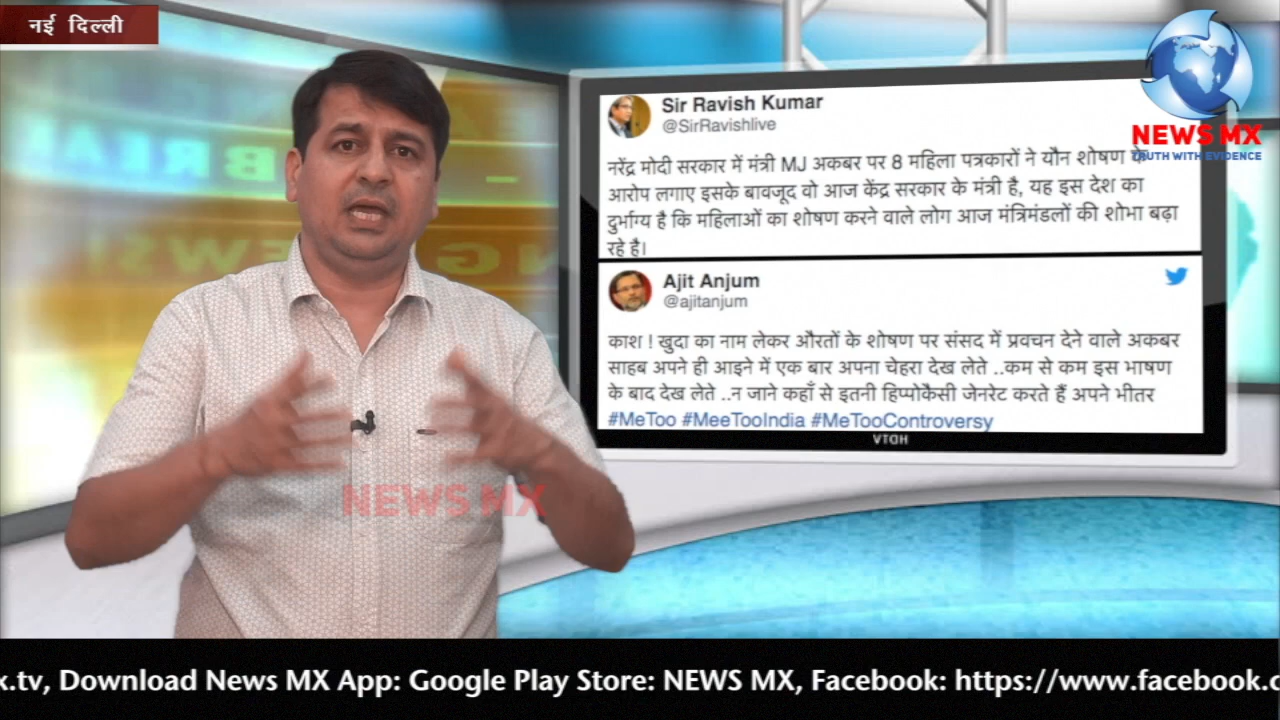 नई दिल्ली
Sir Ravish Kumar
@SirRavishlive
नरेंद्र मोदी सरकार में मंत्री MJ अकबर पर 8 महिला पत्रकारों ने यौन शोषण के
आरोप लगाए इसके बावजूद वो आज केंद्र सरकार के मंत्री है, यह इस देश का
दुर्भाग्य है कि महिलाओं का शोषण करने वाले लोग आज मंत्रिमंडलों की शोभा बढ़ा
रहे है।
Ajit Anjum
@ajitanjum
काश ! खुदा का नाम लेकर औरतों के शोषण पर संसद में प्रवचन देने वाले अकबर
साहब अपने ही आइने में एक बार अपना चेहरा देख लेते ..कम से कम इस भाषण
के बाद देख लेते ..न जाने कहाँ से इतनी हिप्पोकैसी जेनरेट करते हैं अपने भीतर
#MeToo #MeeTooIndia #MeTooControversy
NEWS MX
TRUTH WITH EVIDENCE
NEWS MX
x.tv, Download News MX App: Google Play Store: NEWS MX, Facebook: https://www.facebook.c